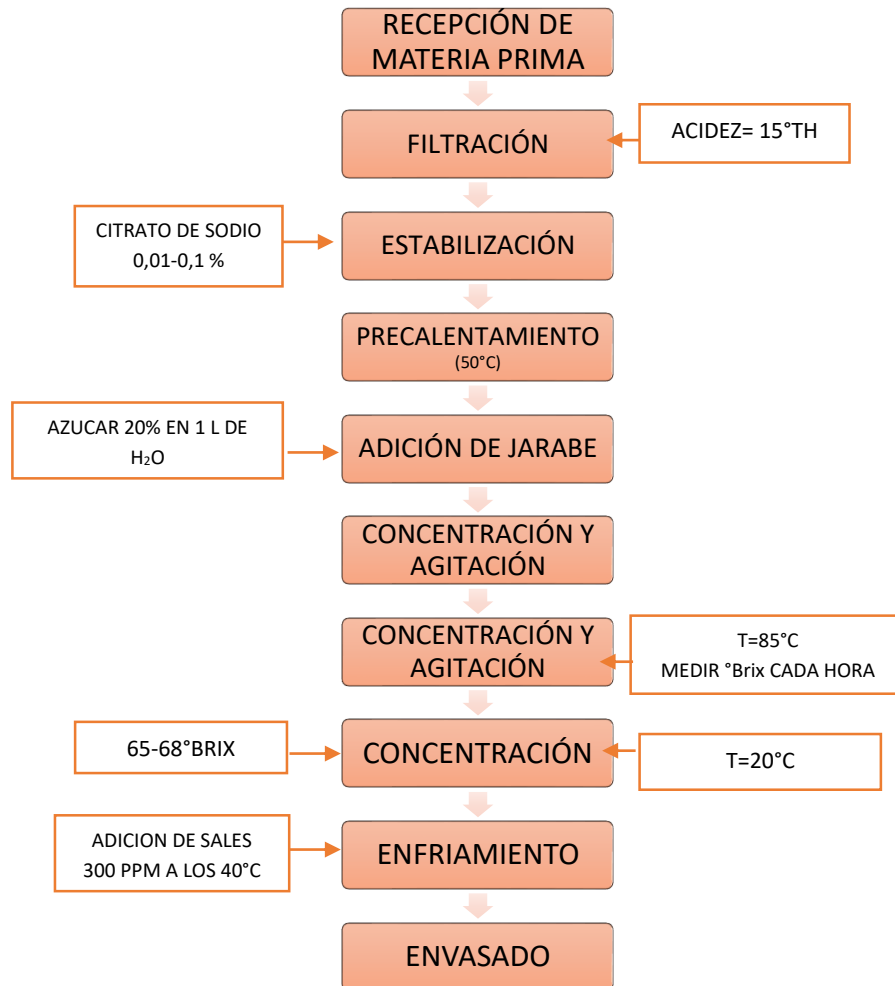 RECEPCIÓN DE
MATERIA PRIMA
FILTRACIÓN
ACIDEZ= 15°TH
CITRATO DE SODIO
0,01-0,1 %
ESTABILIZACIÓN
PRECALENTAMIENTO
(50°C)
AZUCAR 20% EN 1 L DE
H₂O
ADICIÓN DE JARABE
CONCENTRACIÓN Y
AGITACIÓN
CONCENTRACIÓN Y
AGITACIÓN
T=85°C
MEDIR °Brix CADA HORA
65-68°BRIX
CONCENTRACIÓN
T=20°C
ADICION DE SALES
300 PPM A LOS 40°C
ENFRIAMIENTO
ENVASADO